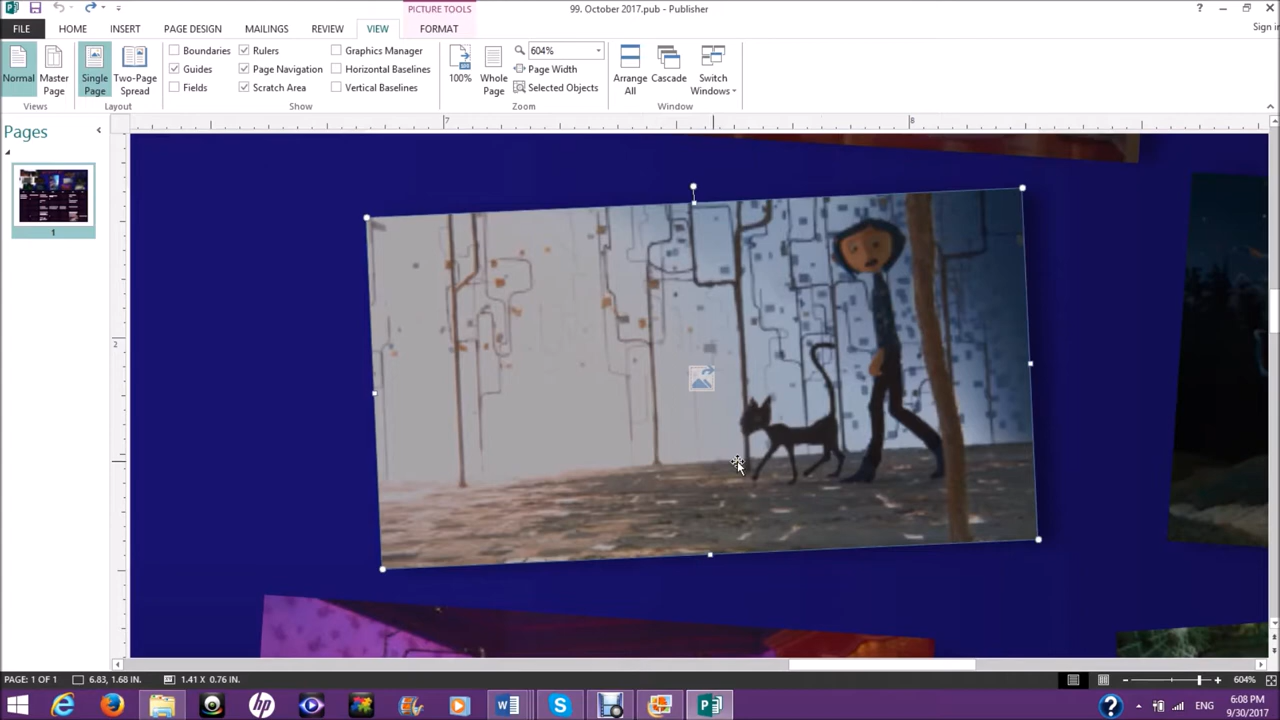 PICTURE TOOLS
99. October 2017.pub - Publisher
FILE HOME INSERT PAGE DESIGN MAILINGS REVIEW VIEW FORMAT
Sign in
Normal
Master Page
Views
Single Page
Two-Page Spread
Layout
Boundaries
Guides
Fields
Rulers
Page Navigation
Scratch Area
Graphics Manager
Horizontal Baselines
Vertical Baselines
Show
100%
Whole Page
604%
Page Width
Selected Objects
Zoom
Arrange All
Cascade
Switch Windows
Window
Pages
1
7
8
2
PAGE: 1 OF 1
6.83, 1.68 IN.
1.41 X 0.76 IN.
604%
ENG
6:08 PM
9/30/2017